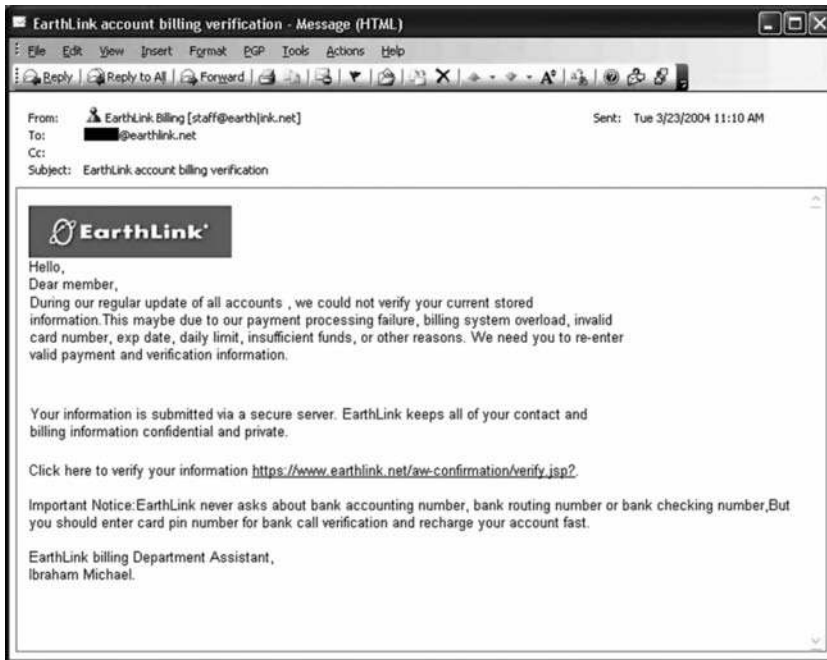 EarthLink account billing verification - Message (HTML)
File Edit View Insert Format PGP Tools Actions Help
Reply Reply to All Forward
From: EarthLink Billing [staff@earth|ink.net] Sent: Tue 3/23/2004 11:10 AM
To: @earthlink.net
Cc:
Subject: EarthLink account billing verification
EarthLink
Hello,
Dear member,
During our regular update of all accounts , we could not verify your current stored
information.This maybe due to our payment processing failure, billing system overload, invalid
card number, exp date, daily limit, insufficient funds, or other reasons. We need you to re-enter
valid payment and verification information.
Your information is submitted via a secure server. EarthLink keeps all of your contact and
billing information confidential and private.
Click here to verify your information https://www.earthlink.net/aw-confirmation/verify.jsp?.
Important Notice:EarthLink never asks about bank accounting number, bank routing number or bank checking number,But
you should enter card pin number for bank call verification and recharge your account fast.
EarthLink billing Department Assistant,
Ibraham Michael.